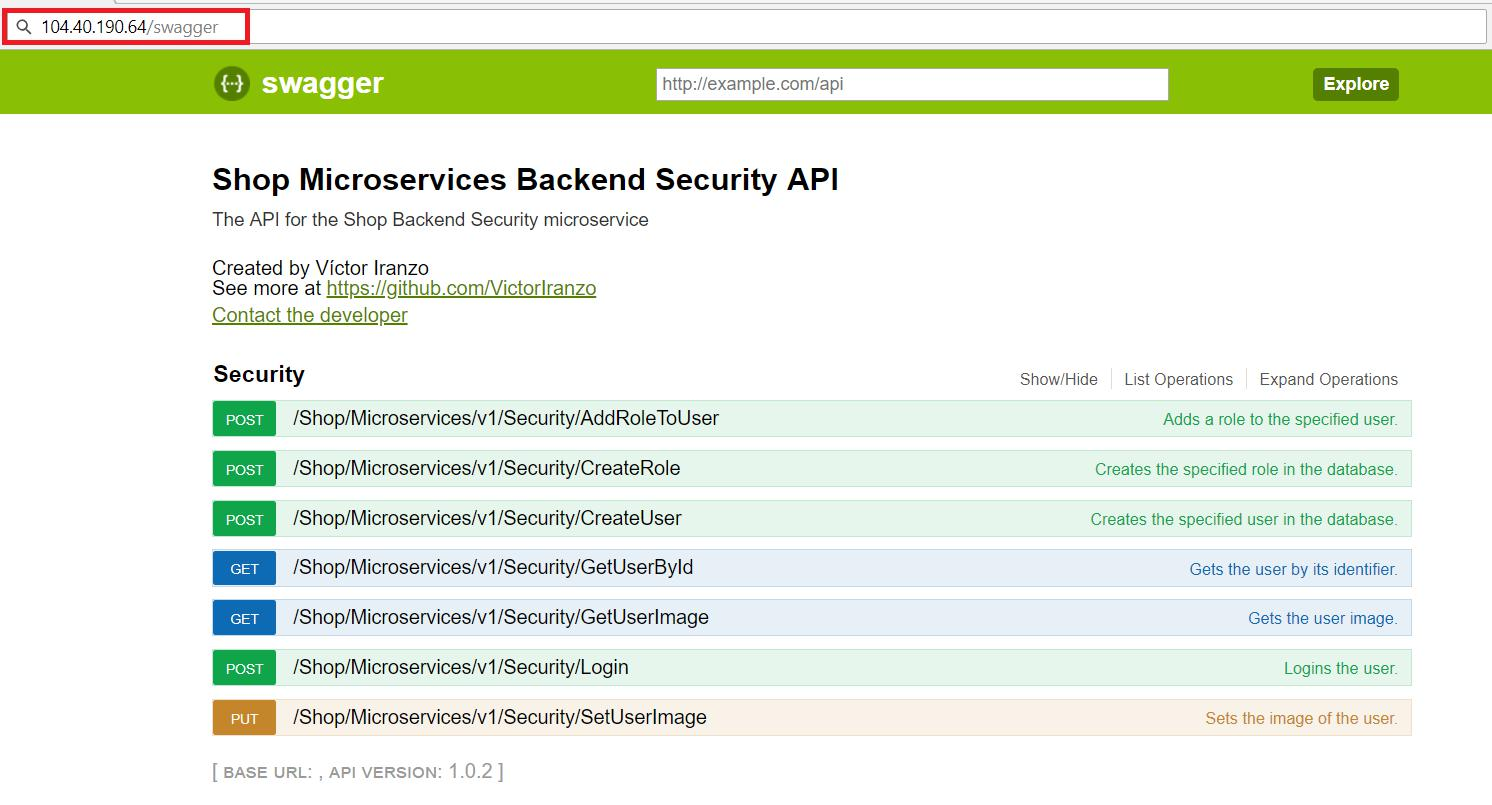 104.40.190.64/swagger
{··} swagger http://example.com/api Explore
Shop Microservices Backend Security API
The API for the Shop Backend Security microservice
Created by Víctor Iranzo
See more at https://github.com/VictorIranzo
Contact the developer
Security Show/Hide List Operations Expand Operations
POST /Shop/Microservices/v1/Security/AddRoleToUser Adds a role to the specified user.
POST /Shop/Microservices/v1/Security/CreateRole Creates the specified role in the database.
POST /Shop/Microservices/v1/Security/CreateUser Creates the specified user in the database.
GET /Shop/Microservices/v1/Security/GetUserById Gets the user by its identifier.
GET /Shop/Microservices/v1/Security/GetUserImage Gets the user image.
POST /Shop/Microservices/v1/Security/Login Logins the user.
PUT /Shop/Microservices/v1/Security/SetUserImage Sets the image of the user.
[ BASE URL: , API VERSION: 1.0.2 ]